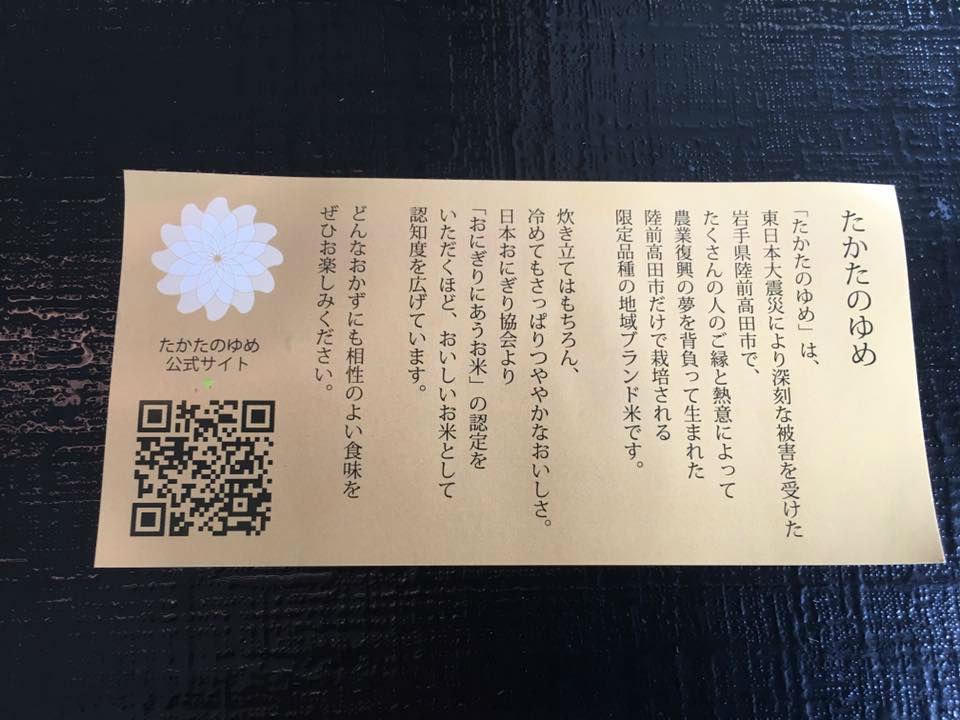 たかたのゆめ
「たかたのゆめ」は、
東日本大震災により深刻な被害を受けた
岩手県陸前高田市で、
たくさんの人のご縁と熱意によって
農業復興の夢を背負って生まれた
陸前高田市だけで栽培される
限定品種の地域ブランド米です。
炊き立てはもちろん、
冷めてもさっぱりつややかなおいしさ。
日本おにぎり協会より
「おにぎりにあうお米」の認定を
いただくほど、おいしいお米として
認知度を広げています。
どんなおかずにも相性のよい食味を
ぜひお楽しみください。
たかたのゆめ
公式サイト